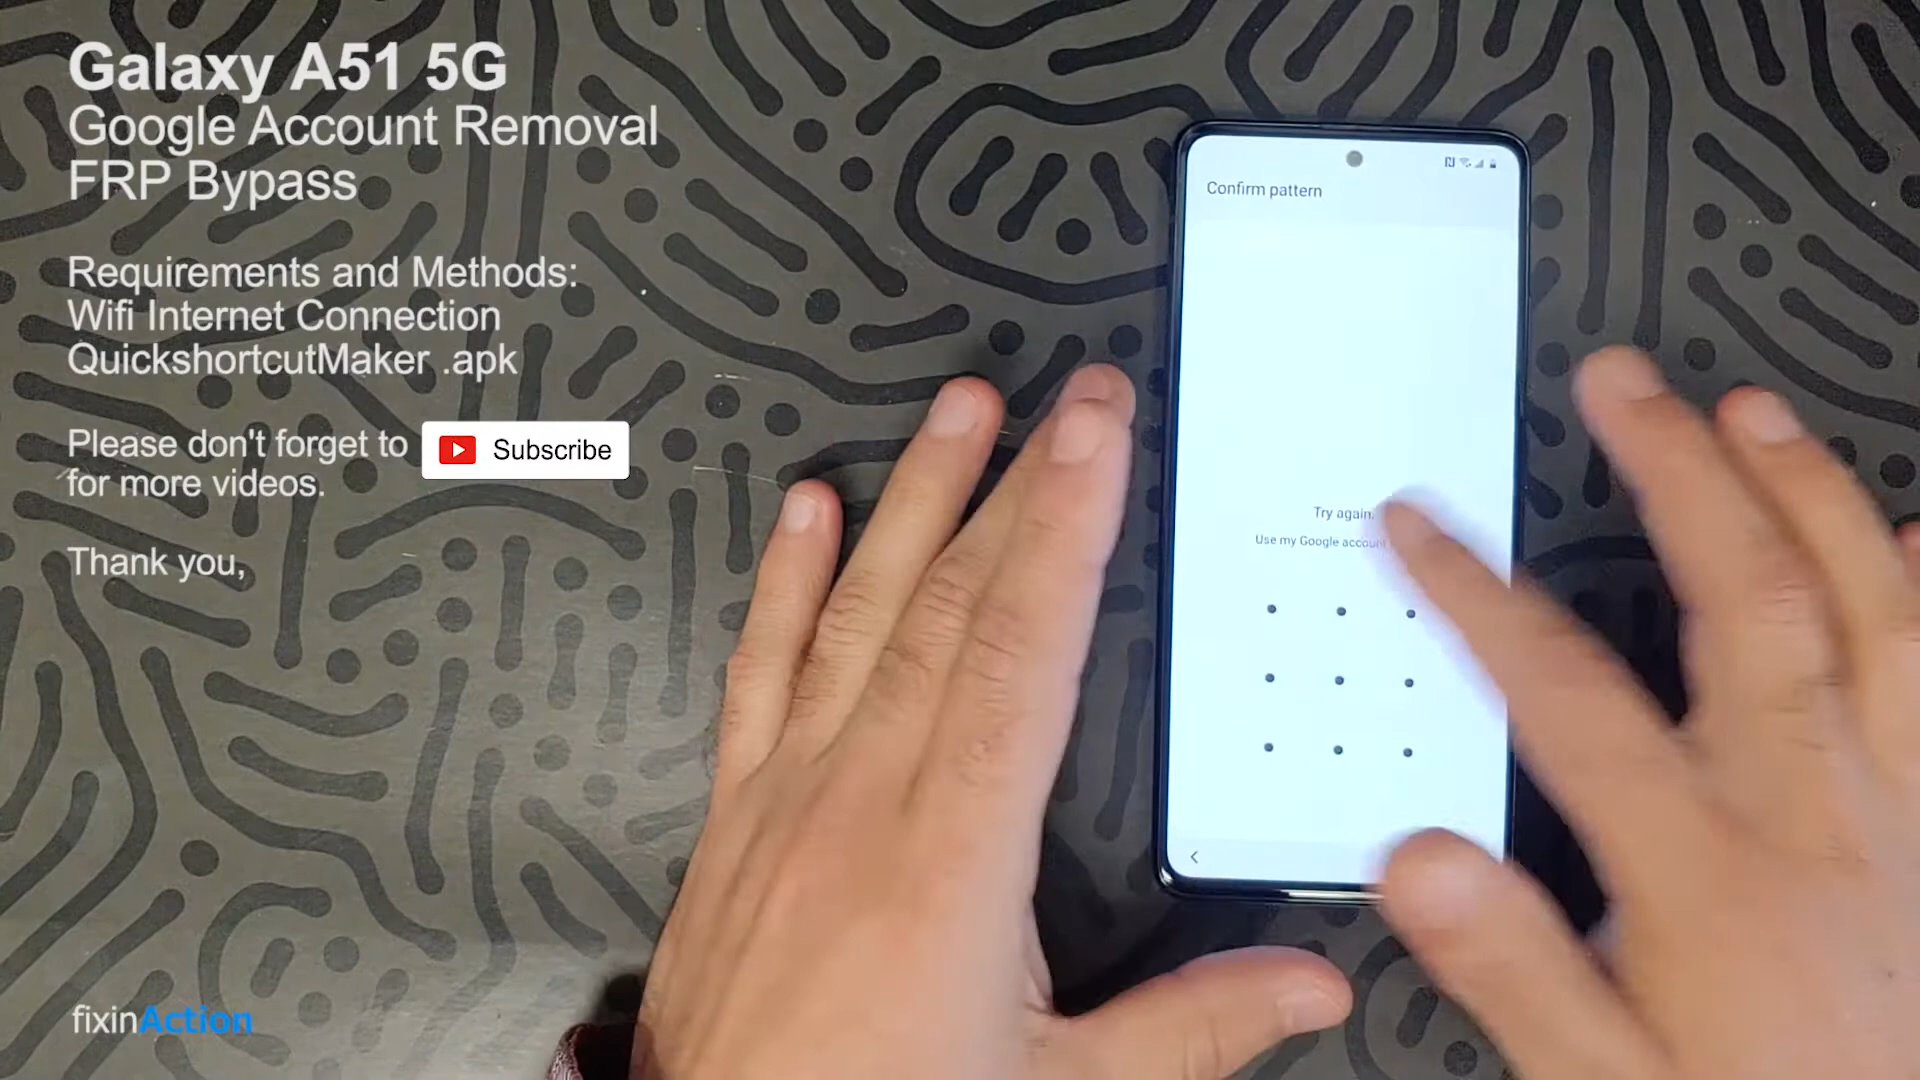 Galaxy A51 5G
Google Account Removal
FRP Bypass
Requirements and Methods:
Wifi Internet Connection
QuickshortcutMaker .apk
Please don't forget to
Subscribe
for more videos.
Thank you,
fixinAction
Confirm pattern
Try again.
Use my Google account